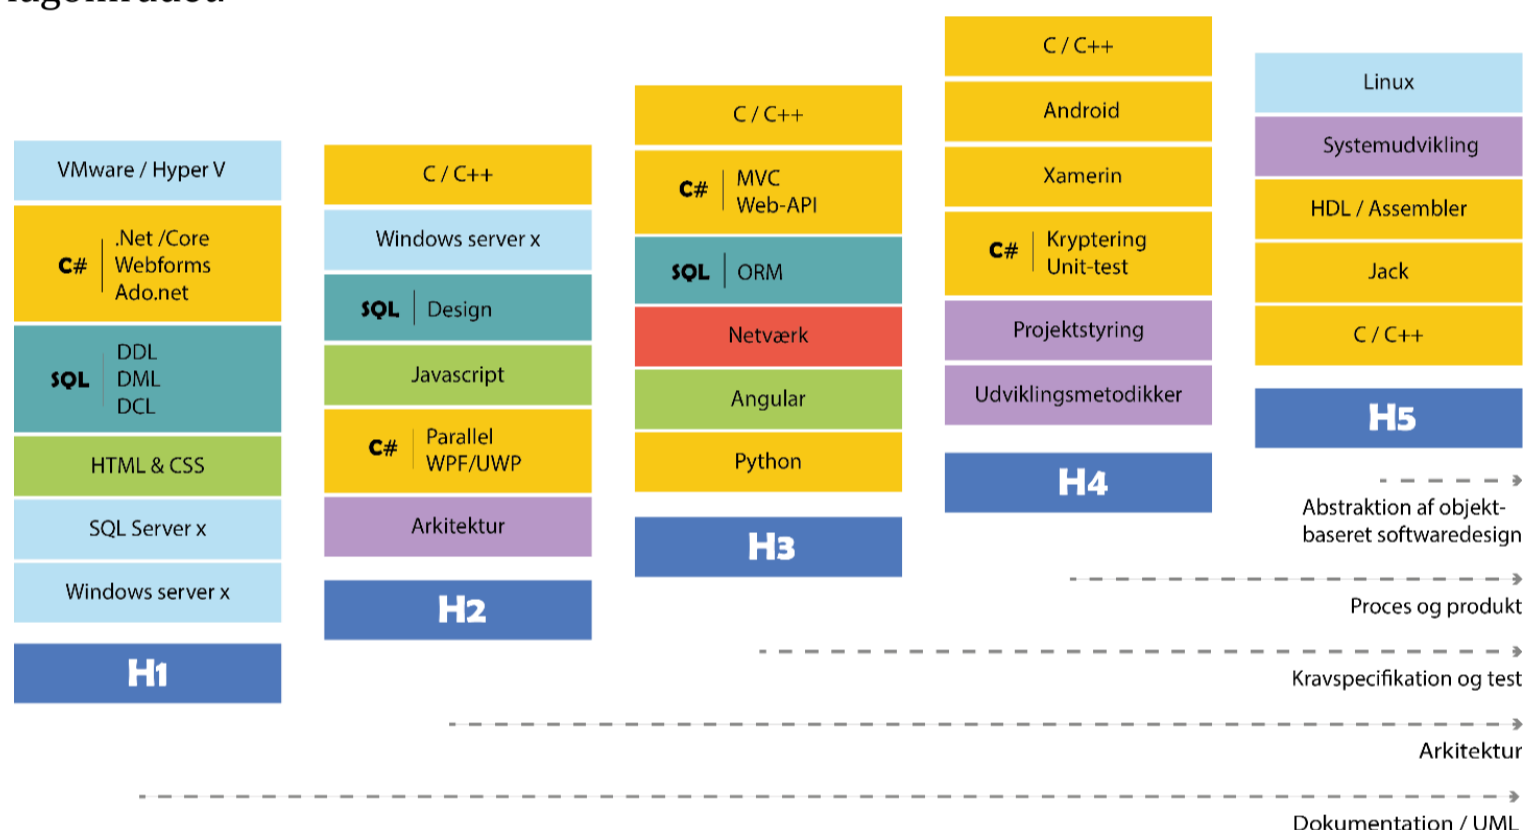 fagområdet.
VMware / Hyper V
C#
.Net /Core
Webforms
Ado.net
SQL
DDL
DML
DCL
HTML & CSS
SQL Server x
Windows server x
H1
C / C++
Windows server x
SQL
Design
Javascript
C#
Parallel
WPF/UWP
Arkitektur
H2
C / C++
C#
MVC
Web-API
SQL
ORM
Netværk
Angular
Python
H3
C / C++
Android
Xamerin
C#
Kryptering
Unit-test
Projektstyring
Udviklingsmetodikker
H4
Linux
Systemudvikling
HDL / Assembler
Jack
C / C++
H5
Abstraktion af objekt-
baseret softwaredesign
Proces og produkt
Kravspecifikation og test
Arkitektur
Dokumentation / UML